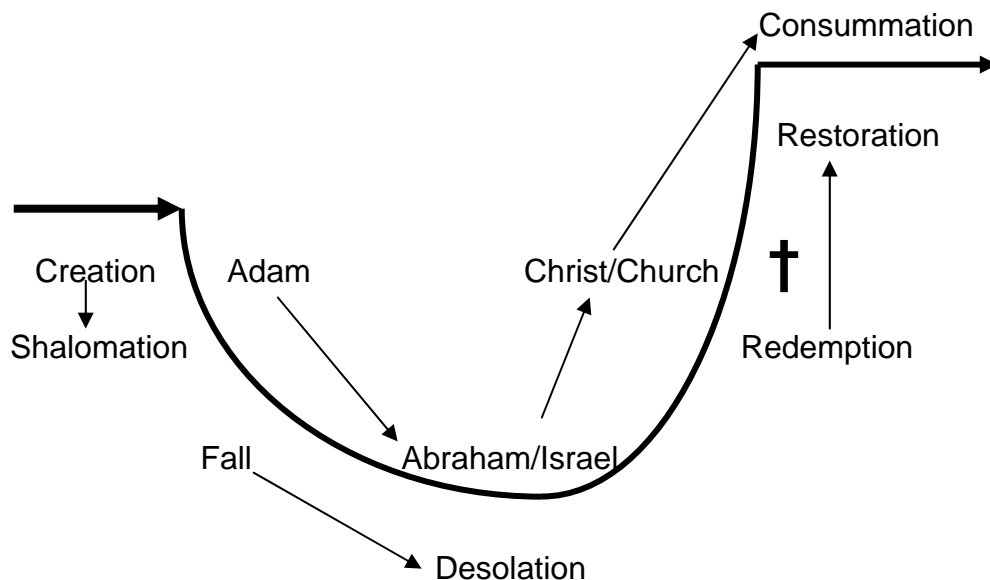 Consummation
Restoration
Creation
Adam
Christ/Church
Shalomation
Redemption
Fall
Abraham/Israel
Desolation